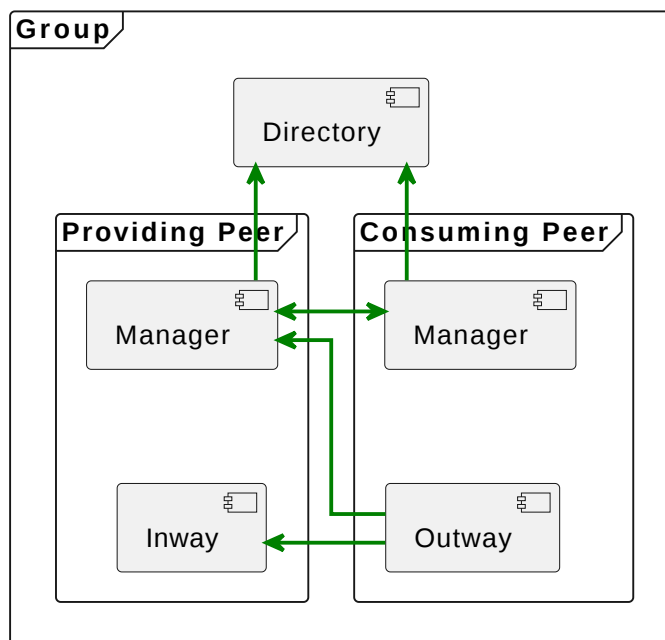 Group
Directory
Providing Peer
Consuming Peer
Manager
Manager
Inway
Outway